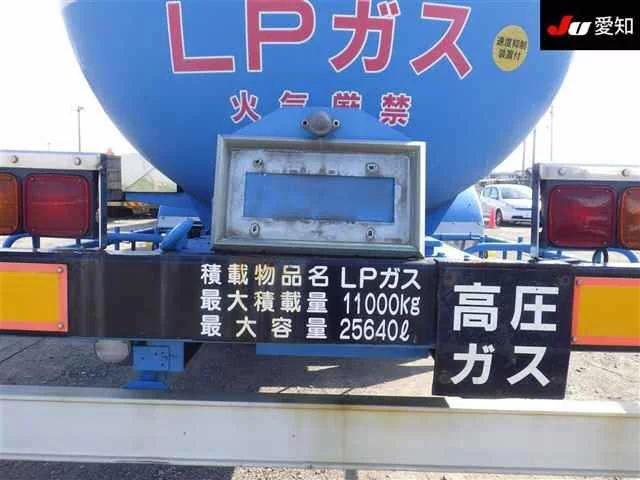 JU 愛知
LPガス
速度抑制
装置付
火気厳禁
積載物品名 LPガス
最大積載量 11000kg
最大容量 25640ℓ
高圧
ガス